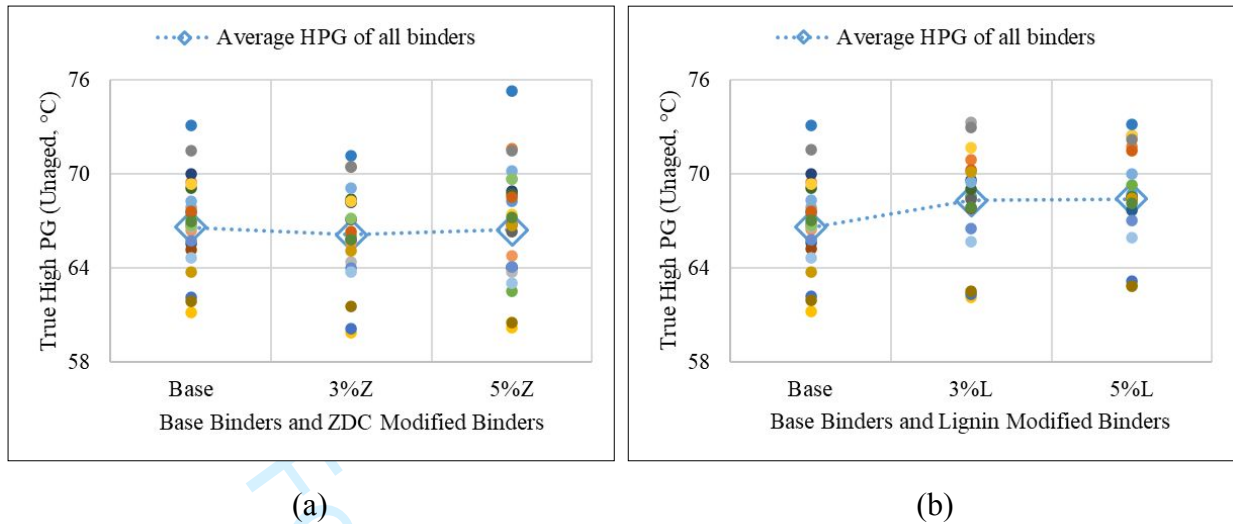 Average HPG of all binders
76
70
64
58
True High PG (Unaged, °C)
Base
3%Z
5%Z
Base Binders and ZDC Modified Binders
(a)
Average HPG of all binders
76
70
64
58
True High PG (Unaged, °C)
Base
3%L
5%L
Base Binders and Lignin Modified Binders
(b)